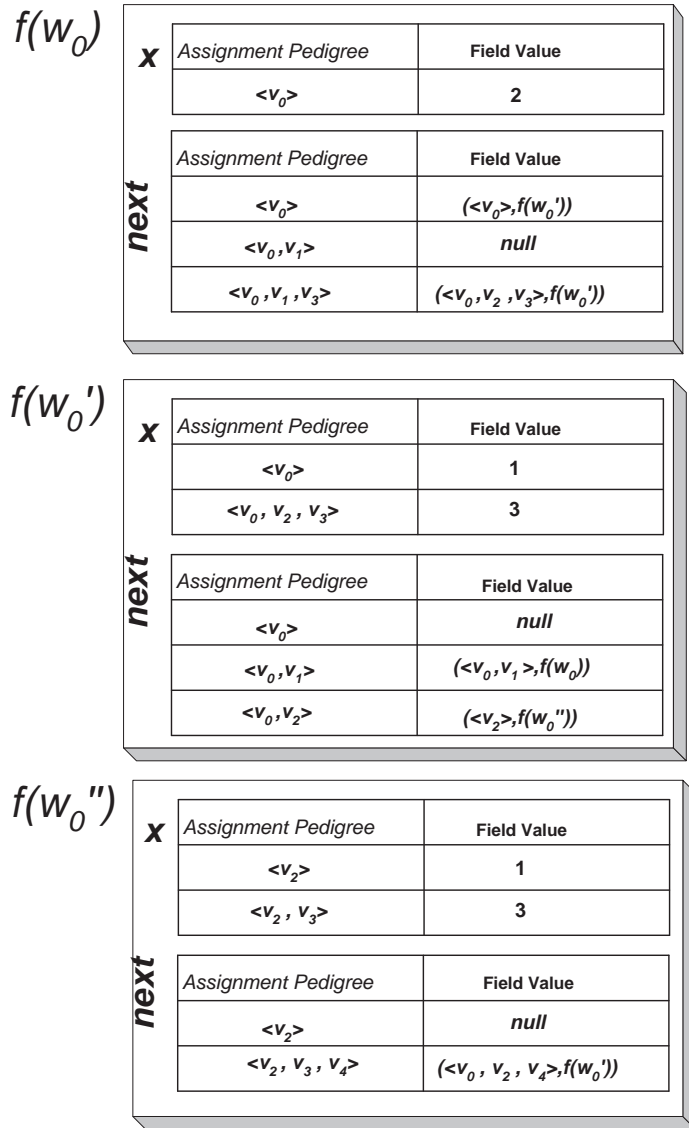 f(w0)
x
Assignment Pedigree Field Value
<v0> 2
next
Assignment Pedigree Field Value
<v0> (<v0>,f(w0'))
<v0,v1> null
<v0,v1,v3> (<v0,v2,v3>,f(w0'))
f(w0')
x
Assignment Pedigree Field Value
<v0> 1
<v0, v2, v3> 3
next
Assignment Pedigree Field Value
<v0> null
<v0,v1> (<v0,v1>,f(w0))
<v0,v2> (<v2>,f(w0''))
f(w0'')
x
Assignment Pedigree Field Value
<v2> 1
<v2, v3> 3
next
Assignment Pedigree Field Value
<v2> null
<v2, v3, v4> (<v0, v2, v4>,f(w0'))